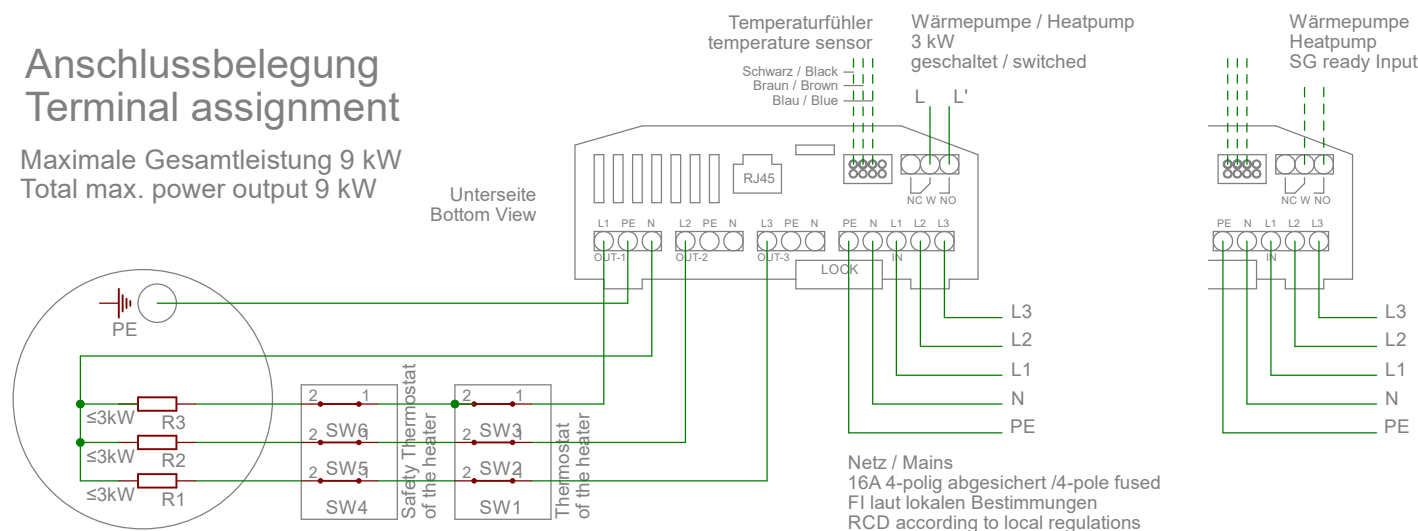 Anschlussbelegung
Terminal assignment
Maximale Gesamtleistung 9 kW
Total max. power output 9 kW
Unterseite
Bottom View
Temperaturfühler
temperature sensor
Schwarz / Black
Braun / Brown
Blau / Blue
Wärmepumpe / Heatpump
3 kW
geschaltet / switched
L L'
RJ45
NC W NO
L1 PE N L2 PE N L3 PE N PE N L1 L2 L3
OUT-1 OUT-2 OUT-3 IN
LOCK
L3
L2
L1
N
PE
Wärmepumpe
Heatpump
SG ready Input
NC W NO
PE N L1 L2 L3
IN
L3
L2
L1
N
PE
PE
≤3kW R3
≤3kW R2
≤3kW R1
2 1
SW6
2 1
SW5
2 1
SW4
Safety Thermostat
of the heater
2 1
SW3
2 1
SW2
2 1
SW1
Thermostat
of the heater
Netz / Mains
16A 4-polig abgesichert /4-pole fused
FI laut lokalen Bestimmungen
RCD according to local regulations